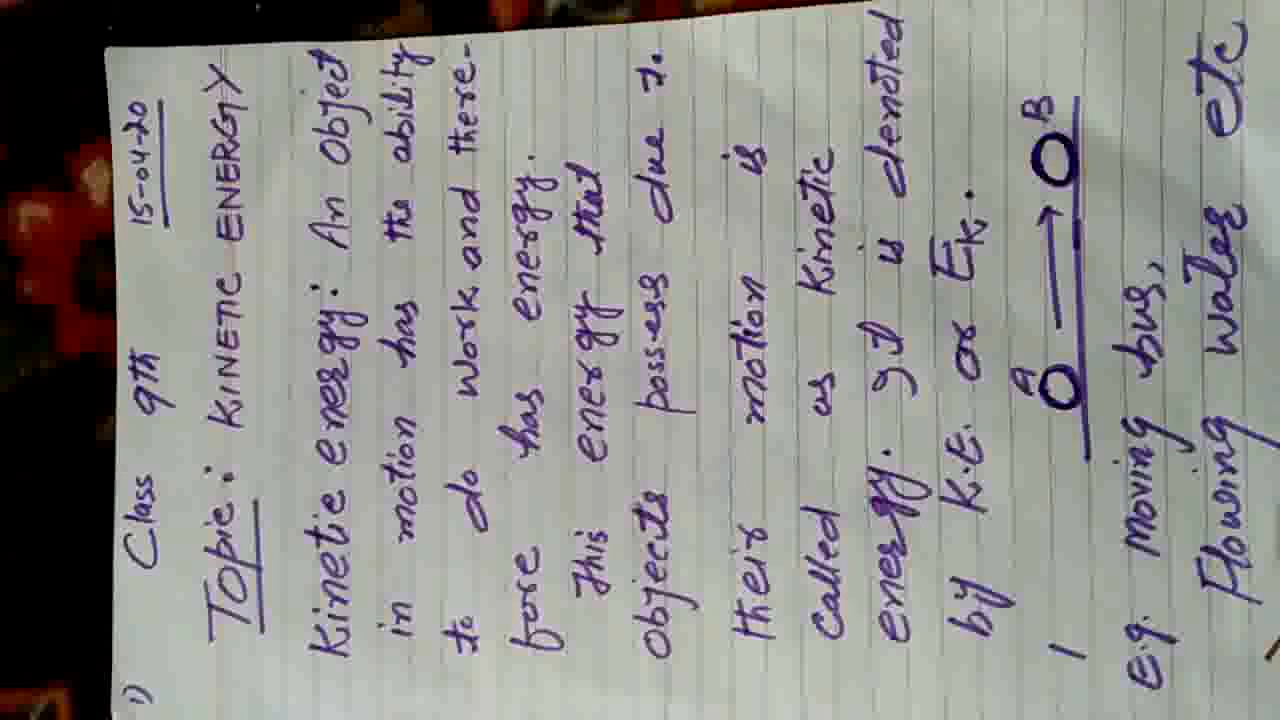 1) Class 9th 15-04-20
Topic: KINETIC ENERGY
Kinetic energy: An object
in motion has the ability
to do work and there-
fore has energy.
This energy that
objects possess due to
their motion is
called as Kinetic
energy. It is denoted
by K.E. or EK.
A B
E.g. Moving bus,
Flowing water etc